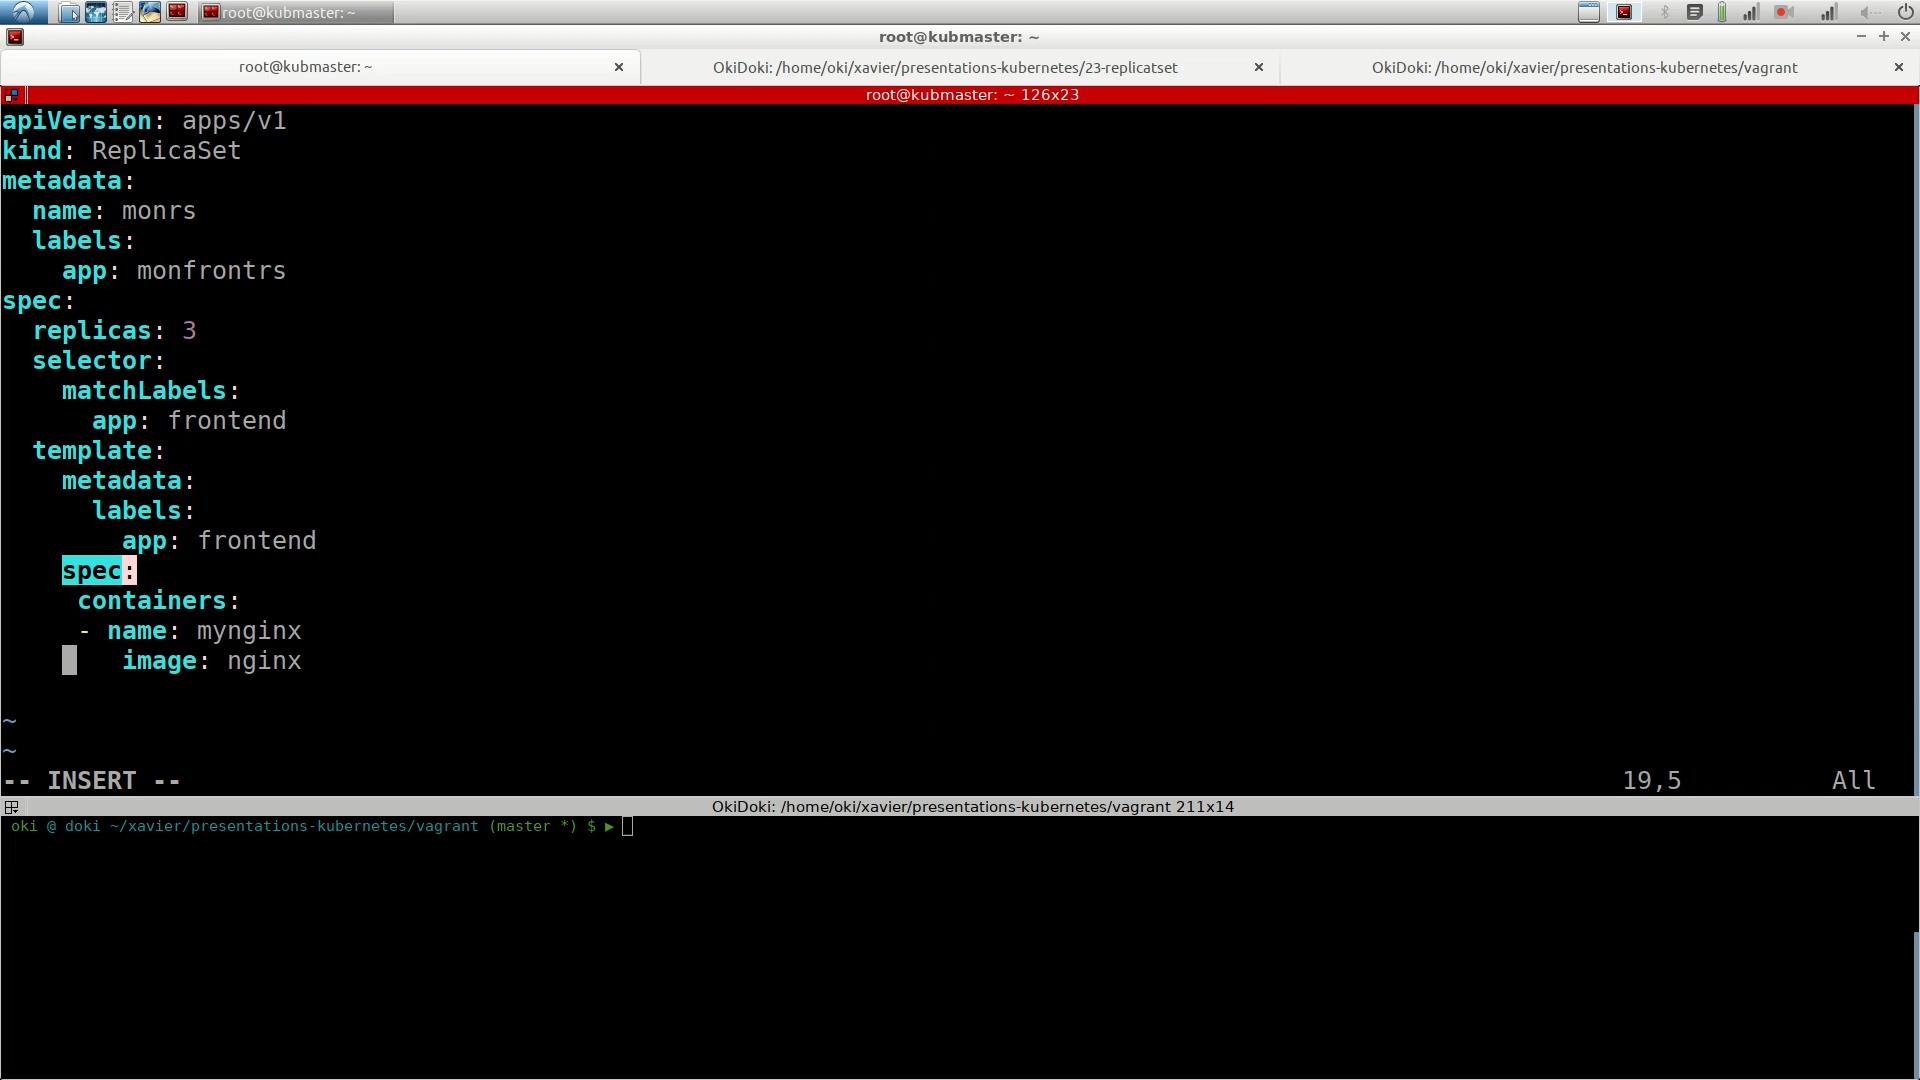 root@kubmaster: ~
root@kubmaster: ~
root@kubmaster: ~
OkiDoki: /home/oki/xavier/presentations-kubernetes/23-replicatset
OkiDoki: /home/oki/xavier/presentations-kubernetes/vagrant
root@kubmaster: ~ 126x23
apiVersion: apps/v1
kind: ReplicaSet
metadata:
  name: monrs
  labels:
    app: monfrontrs
spec:
  replicas: 3
  selector:
    matchLabels:
      app: frontend
  template:
    metadata:
      labels:
        app: frontend
    spec:
     containers:
     - name: mynginx
        image: nginx
~
~
-- INSERT -- 19,5 All
OkiDoki: /home/oki/xavier/presentations-kubernetes/vagrant 211x14
oki @ doki ~/xavier/presentations-kubernetes/vagrant (master *) $ ▶